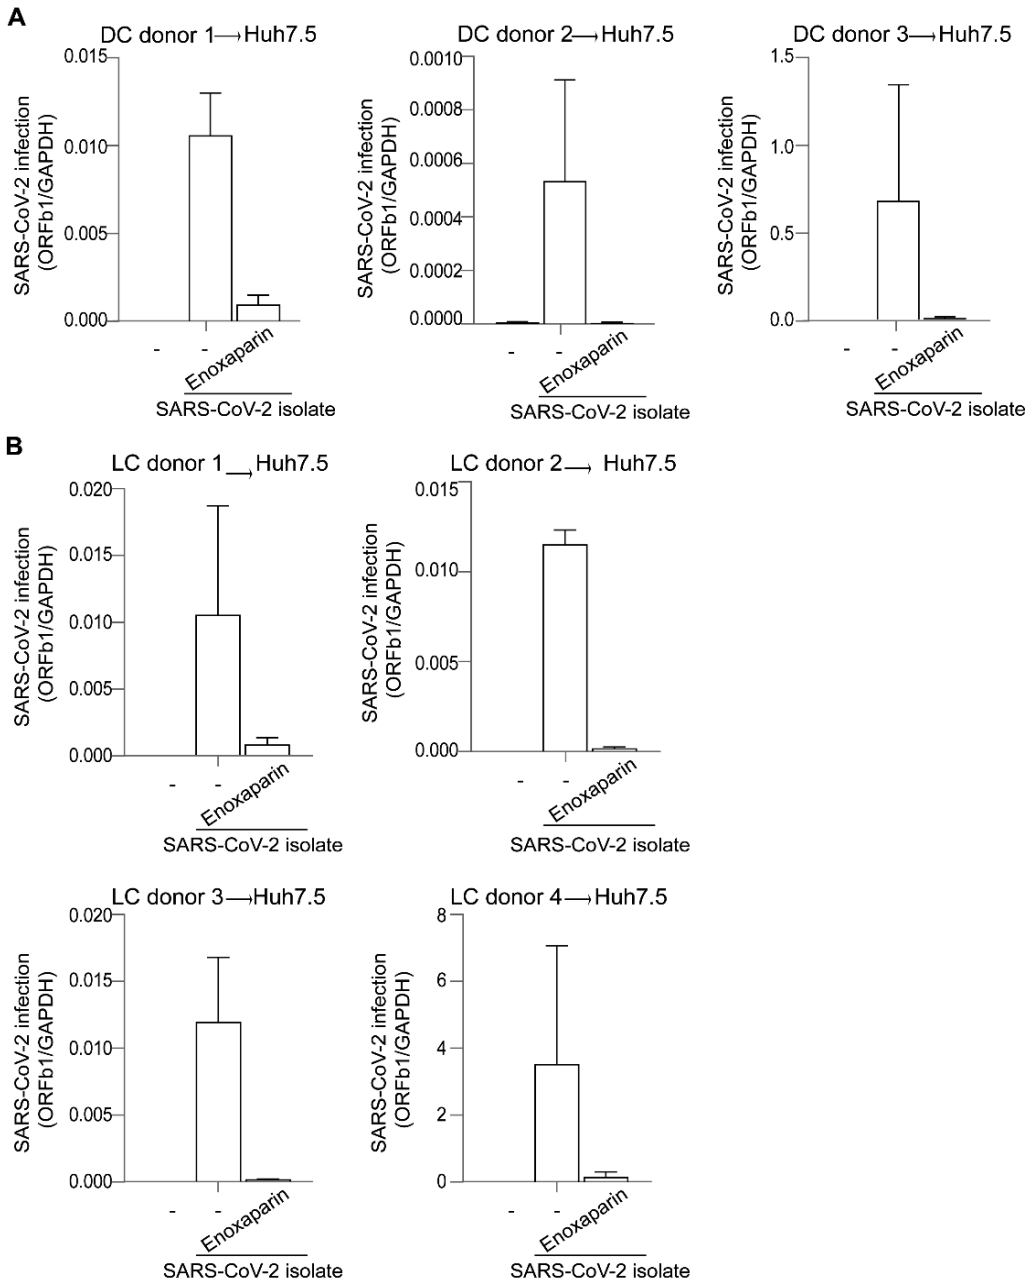 A
DC donor 1→Huh7.5
SARS-CoV-2 infection
(ORFb1/GAPDH)
0.015
0.010
0.005
0.000
- - Enoxaparin
SARS-CoV-2 isolate
DC donor 2→Huh7.5
SARS-CoV-2 infection
(ORFb1/GAPDH)
0.0010
0.0008
0.0006
0.0004
0.0002
0.0000
- - Enoxaparin
SARS-CoV-2 isolate
DC donor 3→Huh7.5
SARS-CoV-2 infection
(ORFb1/GAPDH)
1.5
1.0
0.5
0.0
- - Enoxaparin
SARS-CoV-2 isolate
B
LC donor 1→Huh7.5
SARS-CoV-2 infection
(ORFb1/GAPDH)
0.020
0.015
0.010
0.005
0.000
- - Enoxaparin
SARS-CoV-2 isolate
LC donor 2→ Huh7.5
SARS-CoV-2 infection
(ORFb1/GAPDH)
0.015
0.010
0.005
0.000
- - Enoxaparin
SARS-CoV-2 isolate
LC donor 3→Huh7.5
SARS-CoV-2 infection
(ORFb1/GAPDH)
0.020
0.015
0.010
0.005
0.000
- - Enoxaparin
SARS-CoV-2 isolate
LC donor 4→Huh7.5
SARS-CoV-2 infection
(ORFb1/GAPDH)
8
6
4
2
0
- - Enoxaparin
SARS-CoV-2 isolate